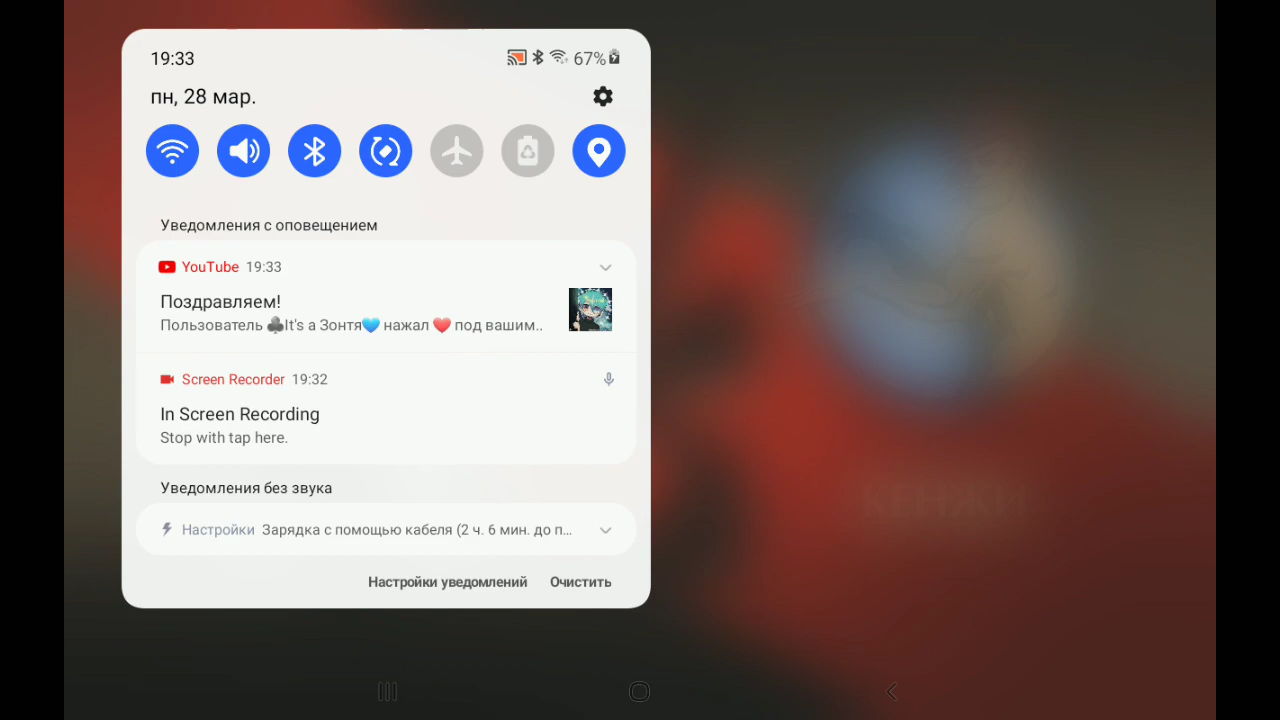 19:33
67%
пн, 28 мар.
Уведомления с оповещением
YouTube 19:33
Поздравляем!
Пользователь ♣️It's a Зонтя💙 нажал ❤️ под вашим..
Screen Recorder 19:32
In Screen Recording
Stop with tap here.
Уведомления без звука
Настройки Зарядка с помощью кабеля (2 ч. 6 мин. до п...
Настройки уведомлений Очистить
КЕНЖИ